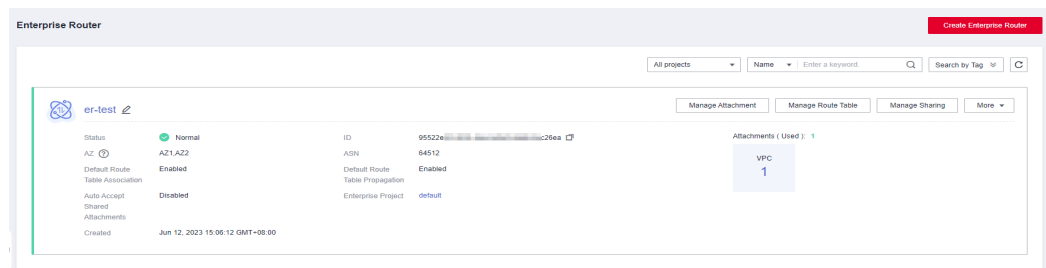 Enterprise Router
Create Enterprise Router
All projects
Name
Enter a keyword.
Search by Tag
er-test
Manage Attachment
Manage Route Table
Manage Sharing
More
Status
Normal
ID
95522e
c26ea
Attachments ( Used ): 1
AZ
AZ1,AZ2
ASN
64512
VPC
1
Default Route
Table Association
Enabled
Default Route
Table Propagation
Enabled
Auto Accept
Shared
Attachments
Disabled
Enterprise Project
default
Created
Jun 12, 2023 15:06:12 GMT+08:00